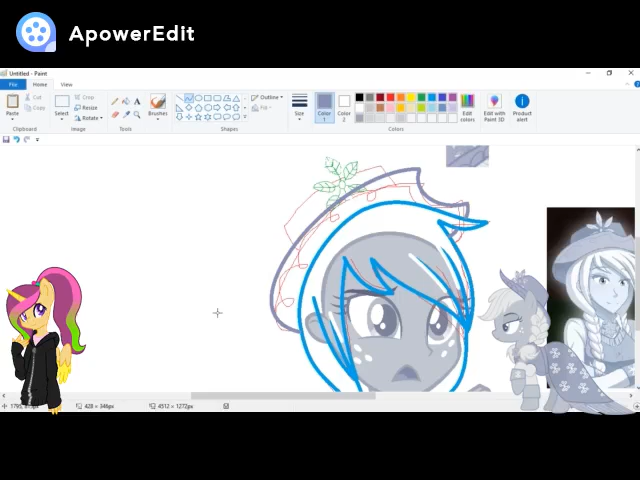 ApowerEdit
Untitled - Paint
File Home View
Paste
Cut
Copy
Clipboard
Select
Crop
Resize
Rotate
Image
Tools
Brushes
Shapes
Outline
Fill
Size
Color 1
Color 2
Colors
Edit colors
Edit with Paint 3D
Product alert
428 × 346px
4512 × 1272px